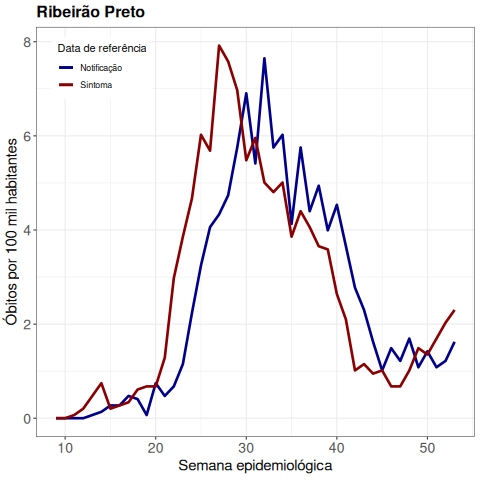 Ribeirão Preto
Data de referência
Notificação
Sintoma
Óbitos por 100 mil habitantes
8
6
4
2
0
10 20 30 40 50
Semana epidemiológica